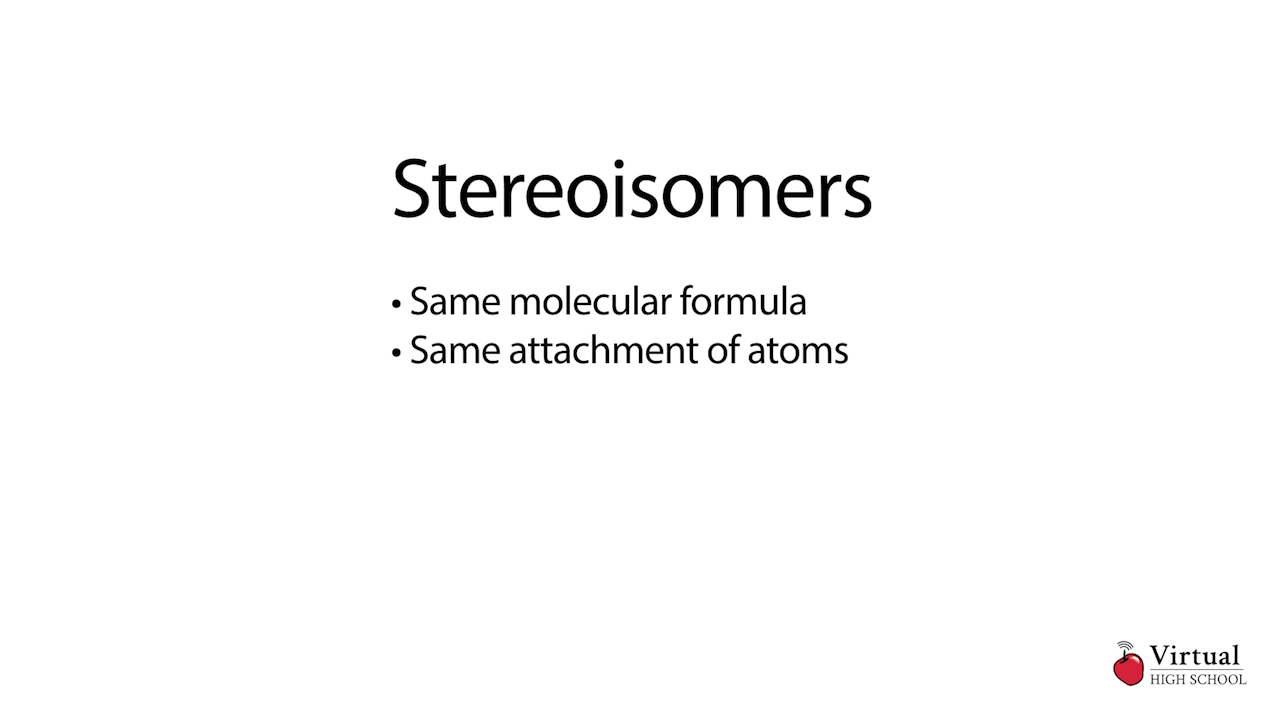 Stereoisomers
• Same molecular formula
• Same attachment of atoms
Virtual
HIGH SCHOOL